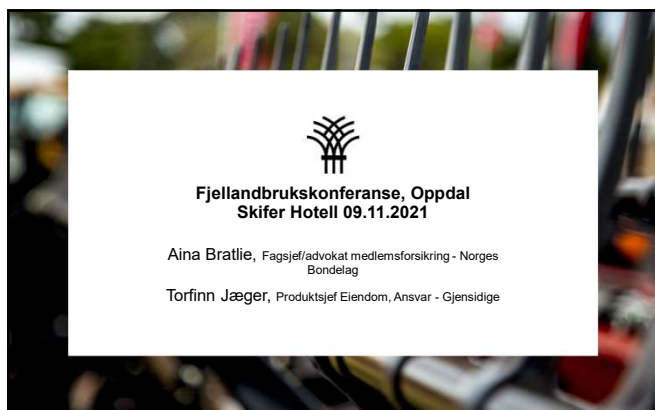 Fjellandbrukskonferanse, Oppdal
Skifer Hotell 09.11.2021
Aina Bratlie, Fagsjef/advokat medlemsforsikring - Norges
Bondelag
Torfinn Jæger, Produktsjef Eiendom, Ansvar - Gjensidige